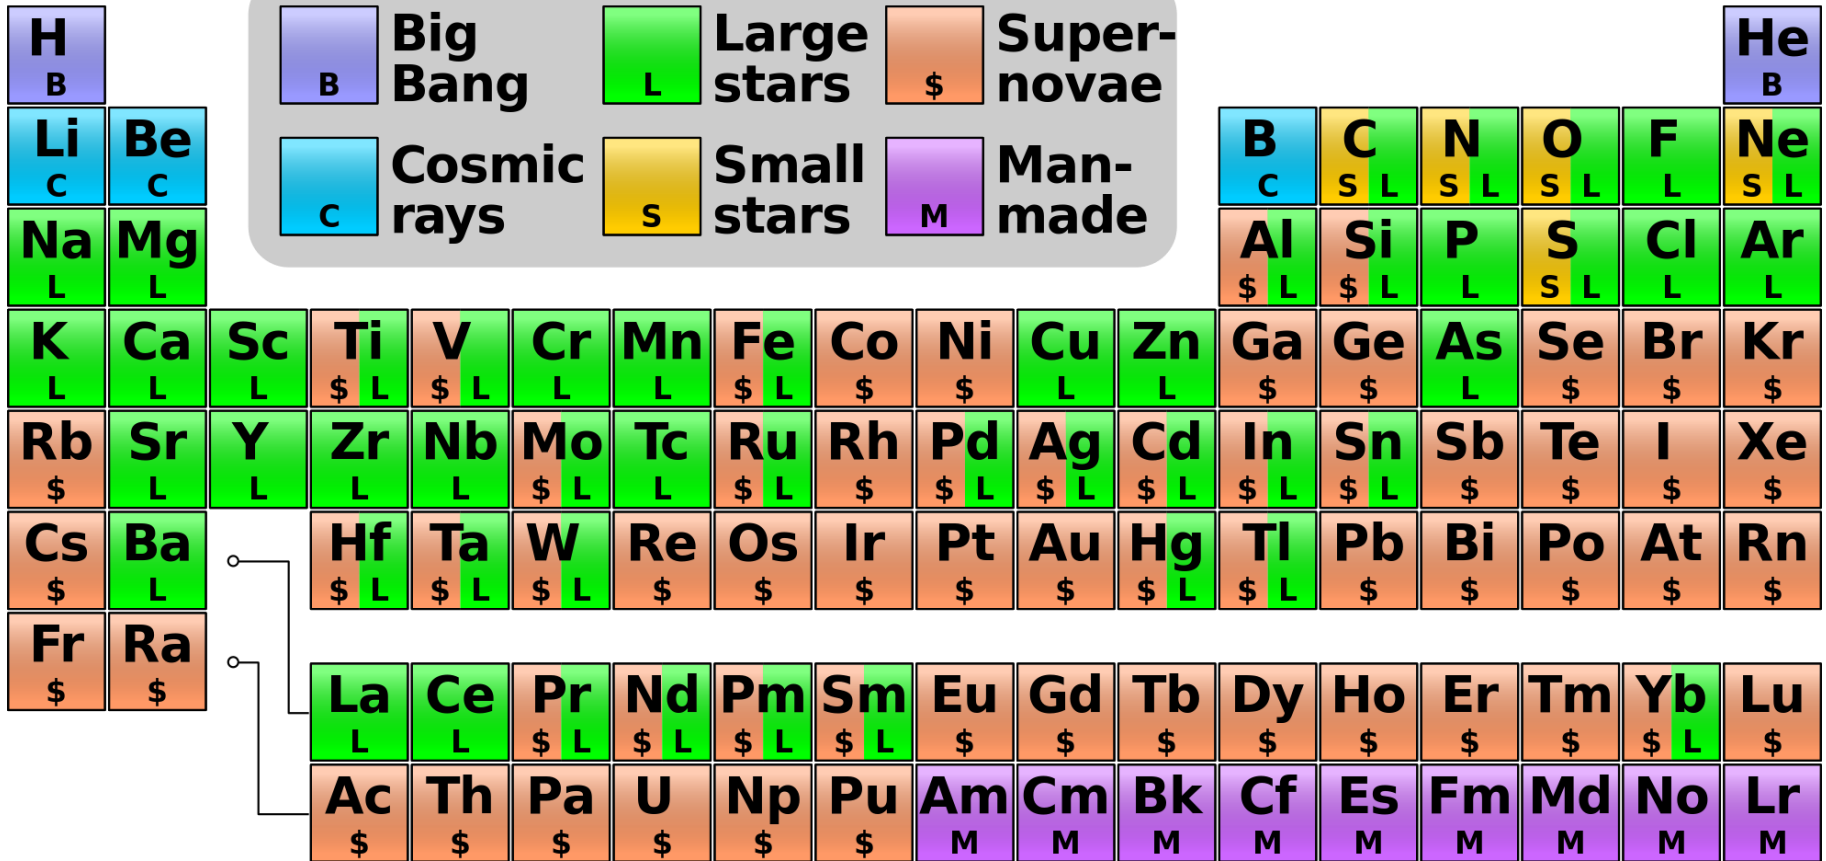 H Big Large Super- He
B B Bang L stars $ novae B
Li Be Cosmic Small Man- B C N O F Ne
C C C rays S stars M made C S L S L S L L S L
Na Mg Al Si P S Cl Ar
L L $ L $ L L S L L L
K Ca Sc Ti V Cr Mn Fe Co Ni Cu Zn Ga Ge As Se Br Kr
L L L $ L $ L L L $ L $ $ L L $ $ L $ $ $
Rb Sr Y Zr Nb Mo Tc Ru Rh Pd Ag Cd In Sn Sb Te I Xe
$ L L L L $ L L $ L $ $ L $ L $ L $ L $ L $ $ $ $
Cs Ba Hf Ta W Re Os Ir Pt Au Hg Tl Pb Bi Po At Rn
$ L $ L $ L $ L $ $ $ $ $ $ L $ L $ $ $ $ $
Fr Ra
$ $
La Ce Pr Nd Pm Sm Eu Gd Tb Dy Ho Er Tm Yb Lu
L L $ L $ L $ L $ L $ $ $ $ $ $ $ $ L $
Ac Th Pa U Np Pu Am Cm Bk Cf Es Fm Md No Lr
$ $ $ $ $ $ M M M M M M M M M